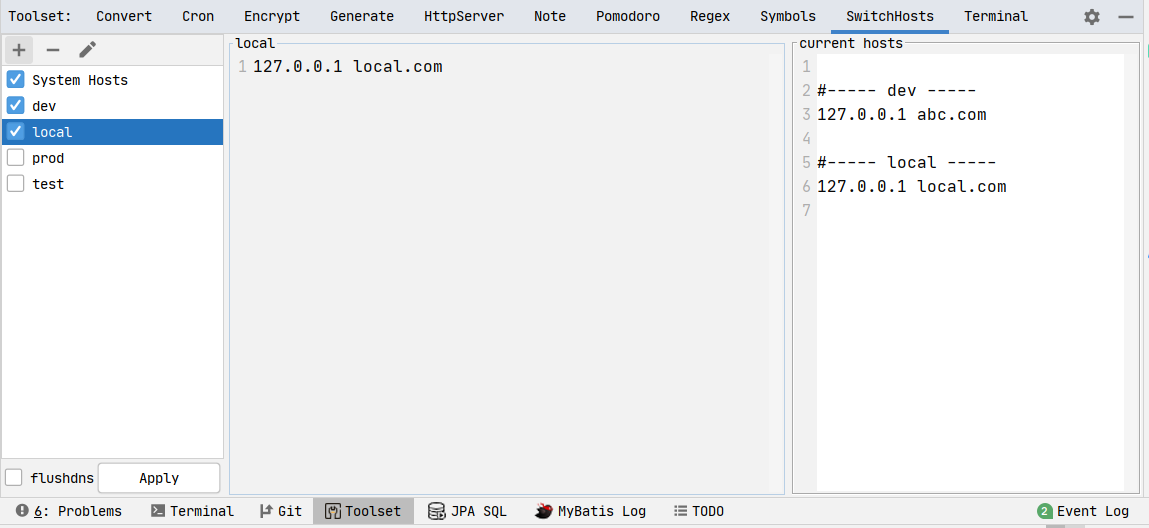 Toolset: Convert Cron Encrypt Generate HttpServer Note Pomodoro Regex Symbols SwitchHosts Terminal
System Hosts
dev
local
prod
test
flushdns Apply
local
1 127.0.0.1 local.com
current hosts
1
2 #----- dev -----
3 127.0.0.1 abc.com
4
5 #----- local -----
6 127.0.0.1 local.com
7
6: Problems Terminal Git Toolset JPA SQL MyBatis Log TODO 2 Event Log